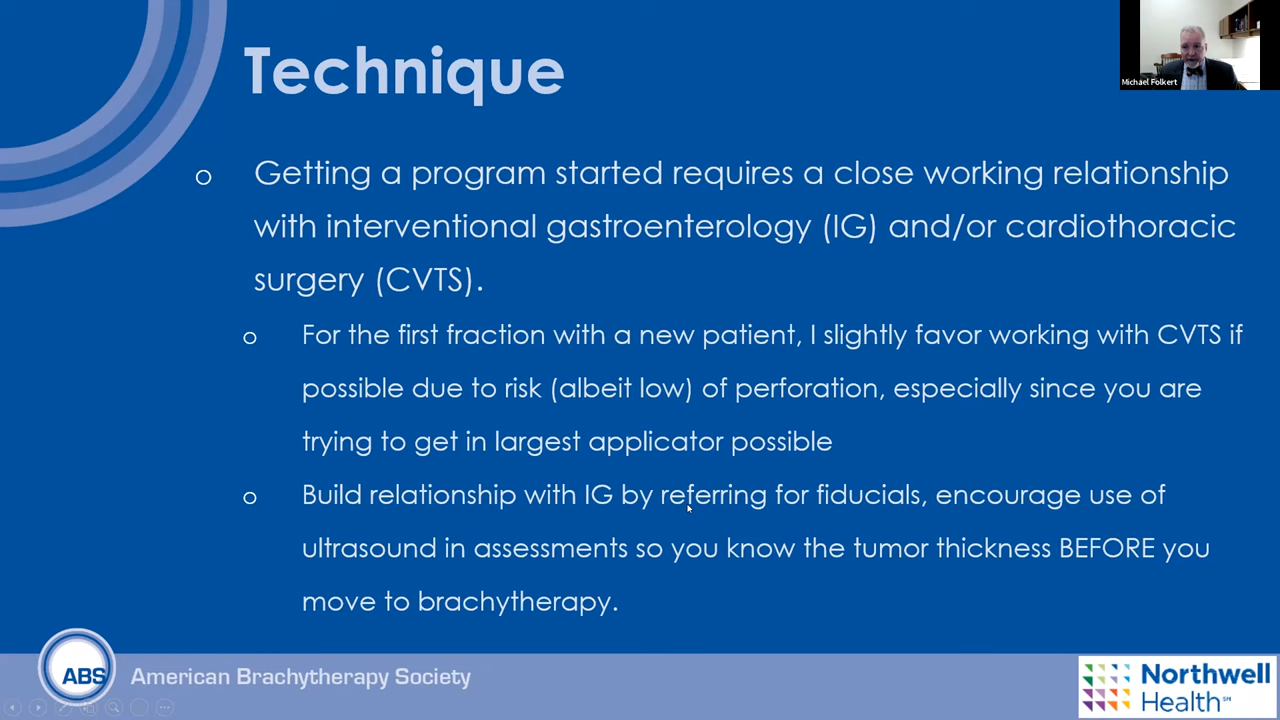 Technique
Michael Folkert
o Getting a program started requires a close working relationship
with interventional gastroenterology (IG) and/or cardiothoracic
surgery (CVTS).
o For the first fraction with a new patient, I slightly favor working with CVTS if
possible due to risk (albeit low) of perforation, especially since you are
trying to get in largest applicator possible
o Build relationship with IG by referring for fiducials, encourage use of
ultrasound in assessments so you know the tumor thickness BEFORE you
move to brachytherapy.
ABS
American Brachytherapy Society
Northwell
Health℠